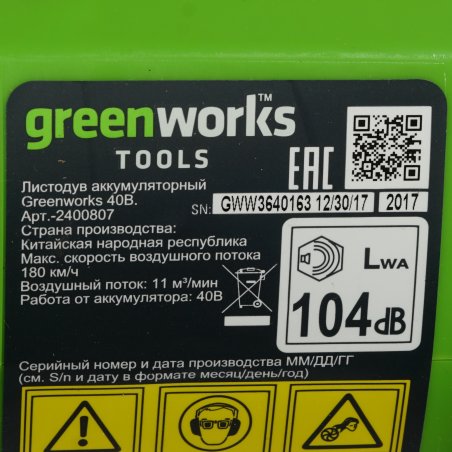 greenworks™
TOOLS
EAC
Листодув аккумуляторный
Greenworks 40В.
Арт.-2400807
SN: GWW3640163 12/30/17 2017
Страна производства:
Китайская народная республика
Макс. скорость воздушного потока
180 км/ч
Воздушный поток: 11 м³/мин
Работа от аккумулятора: 40В
LWA
104dB
Серийный номер и дата производства ММ/ДД/ГГ
(см. S/n и дату в формате месяц/день/год)